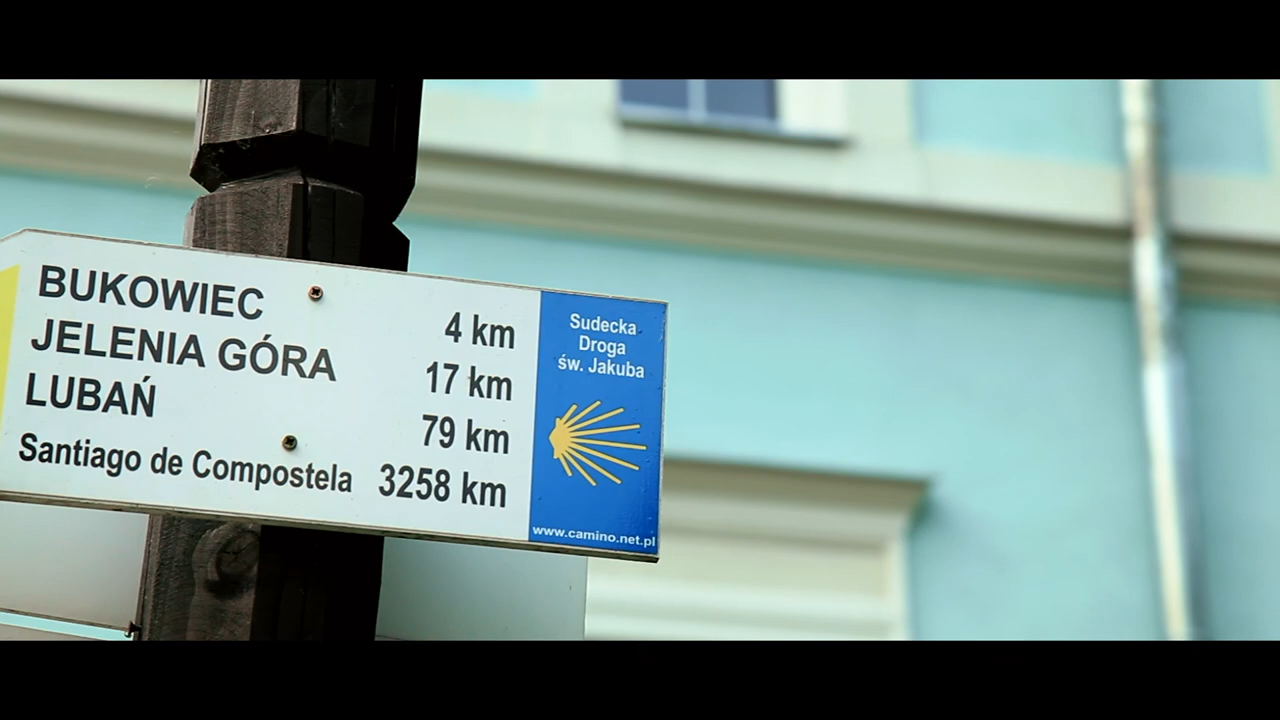 BUKOWIEC 4 km
JELENIA GÓRA 17 km
LUBAŃ 79 km
Santiago de Compostela 3258 km
Sudecka
Droga
św. Jakuba
www.camino.net.pl